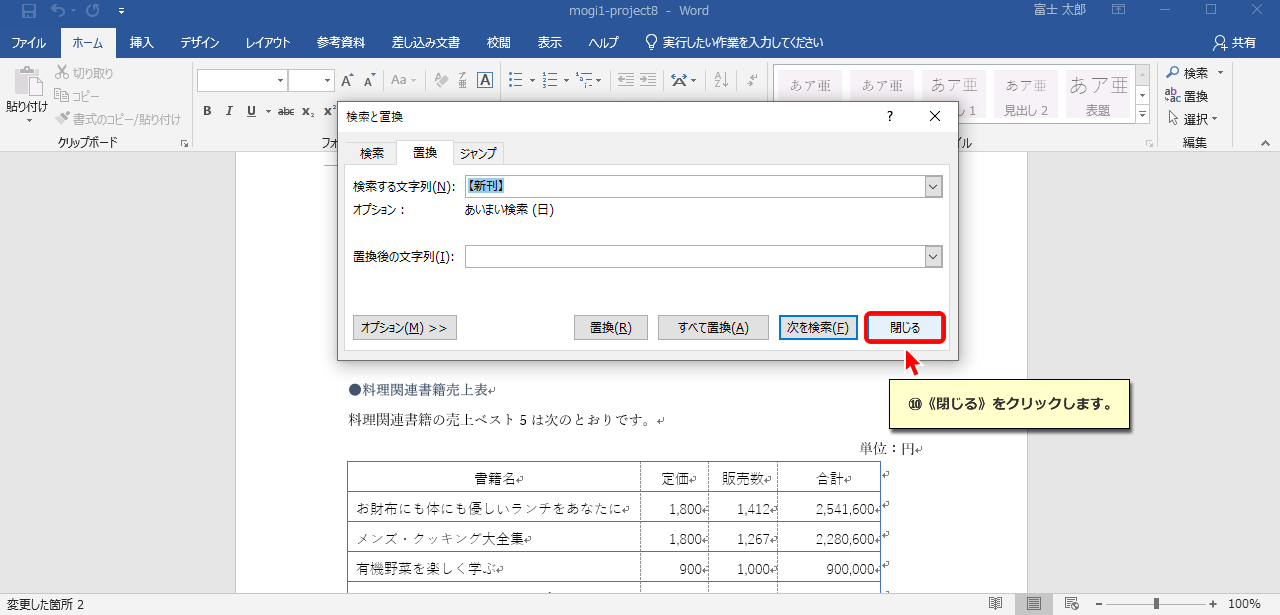 mogi1-project8 - Word
富士 太郎
ファイル
ホーム
挿入
デザイン
レイアウト
参考資料
差し込み文書
校閲
表示
ヘルプ
実行したい作業を入力してください
共有
貼り付け
切り取り
コピー
書式のコピー/貼り付け
クリップボード
B I U abc x₂ x²
A A Aa A
あア亜 あア亜 あア亜 あア亜 あア亜
見出し 2
表題
検索
置換
選択
編集
検索と置換
?
検索
置換
ジャンプ
検索する文字列(N):
【新刊】
オプション :
あいまい検索 (日)
置換後の文字列(I):
オプション(M) >>
置換(R)
すべて置換(A)
次を検索(F)
閉じる
⑩《閉じる》をクリックします。
●料理関連書籍売上表
料理関連書籍の売上ベスト 5 は次のとおりです。
単位:円
書籍名 定価 販売数 合計
お財布にも体にも優しいランチをあなたに 1,800 1,412 2,541,600
メンズ・クッキング大全集 1,800 1,267 2,280,600
有機野菜を楽しく学ぶ 900 1,000 900,000
変更した箇所 2
100%